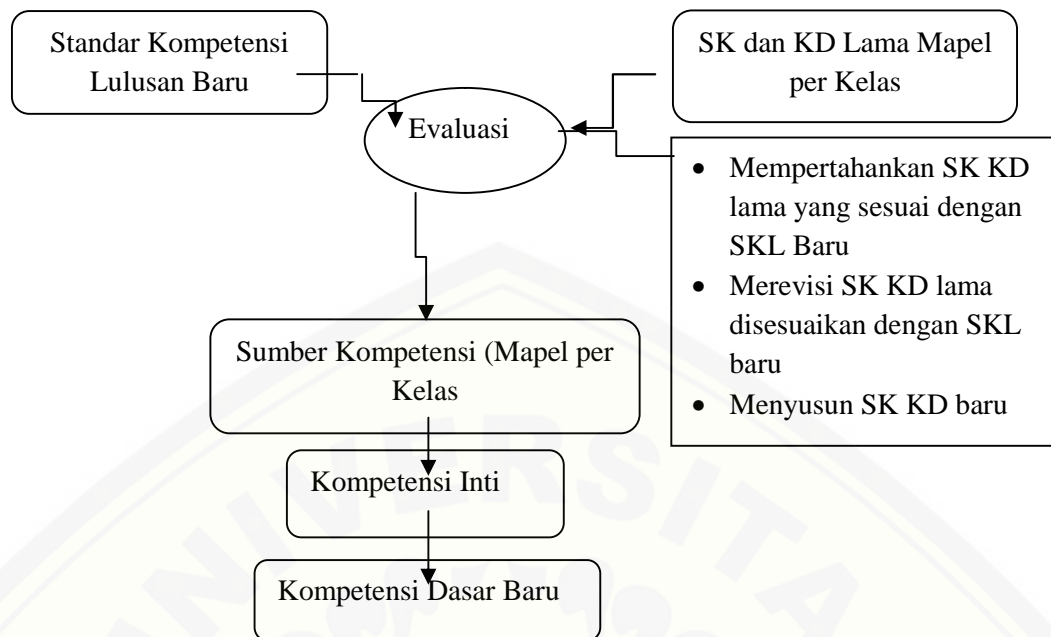 Standar Kompetensi
Lulusan Baru
SK dan KD Lama Mapel
per Kelas
Evaluasi
• Mempertahankan SK KD
lama yang sesuai dengan
SKL Baru
• Merevisi SK KD lama
disesuaikan dengan SKL
baru
• Menyusun SK KD baru
Sumber Kompetensi (Mapel per
Kelas
Kompetensi Inti
Kompetensi Dasar Baru
NIVERSITA